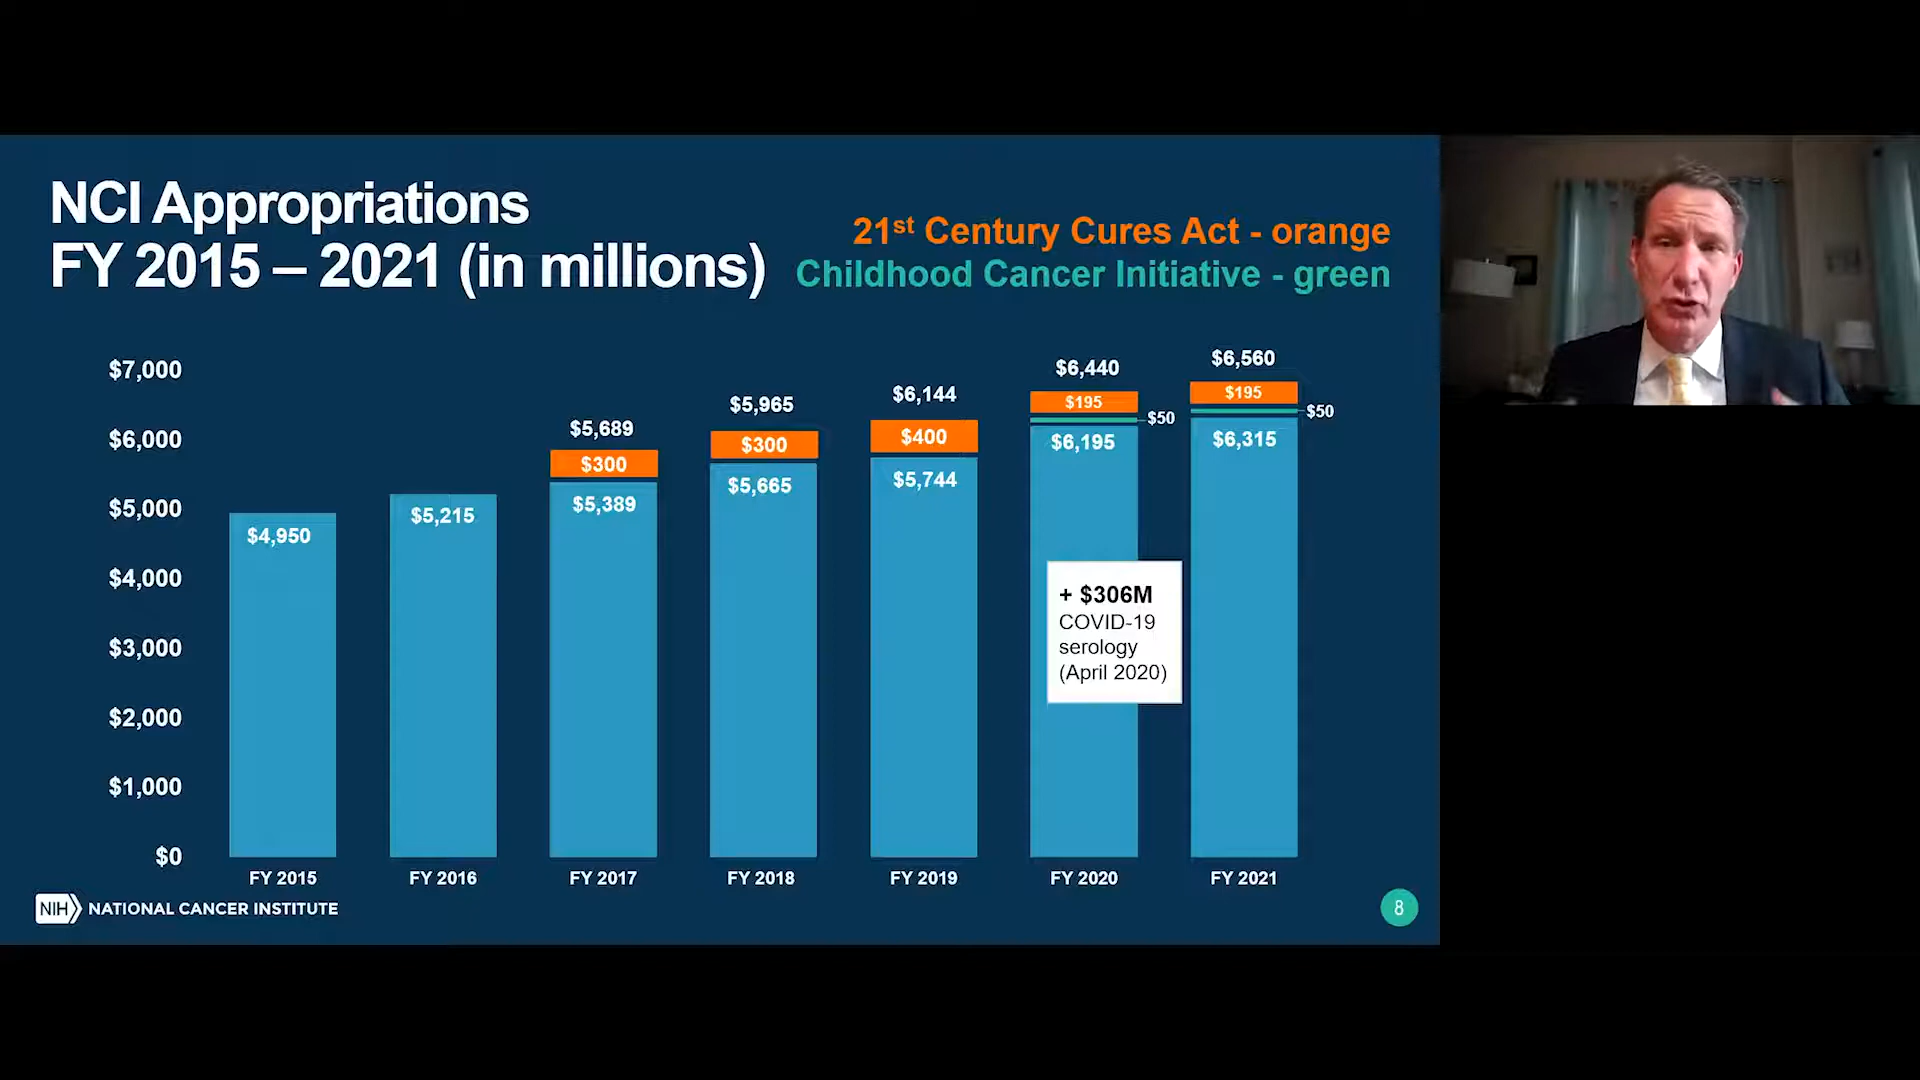 NCI Appropriations
FY 2015 – 2021 (in millions)
21st Century Cures Act - orange
Childhood Cancer Initiative - green
$7,000
$6,000
$5,000
$4,000
$3,000
$2,000
$1,000
$0
$4,950
$5,215
$5,689
$300
$5,389
$5,965
$300
$5,665
$6,144
$400
$5,744
$6,440
$195
$50
$6,195
+ $306M
COVID-19
serology
(April 2020)
$6,560
$195
$50
$6,315
FY 2015
FY 2016
FY 2017
FY 2018
FY 2019
FY 2020
FY 2021
NIH NATIONAL CANCER INSTITUTE
8